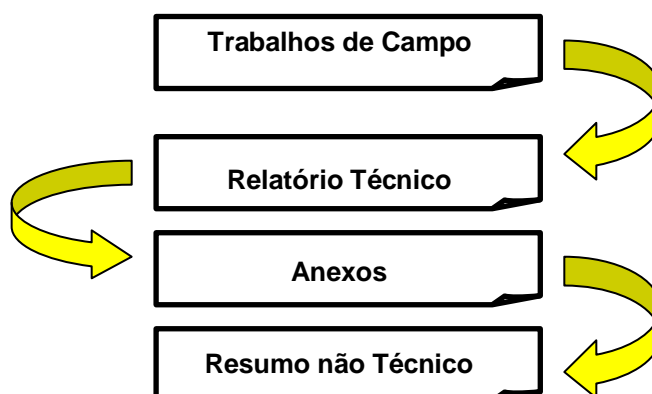 Trabalhos de Campo
Relatório Técnico
Anexos
Resumo não Técnico